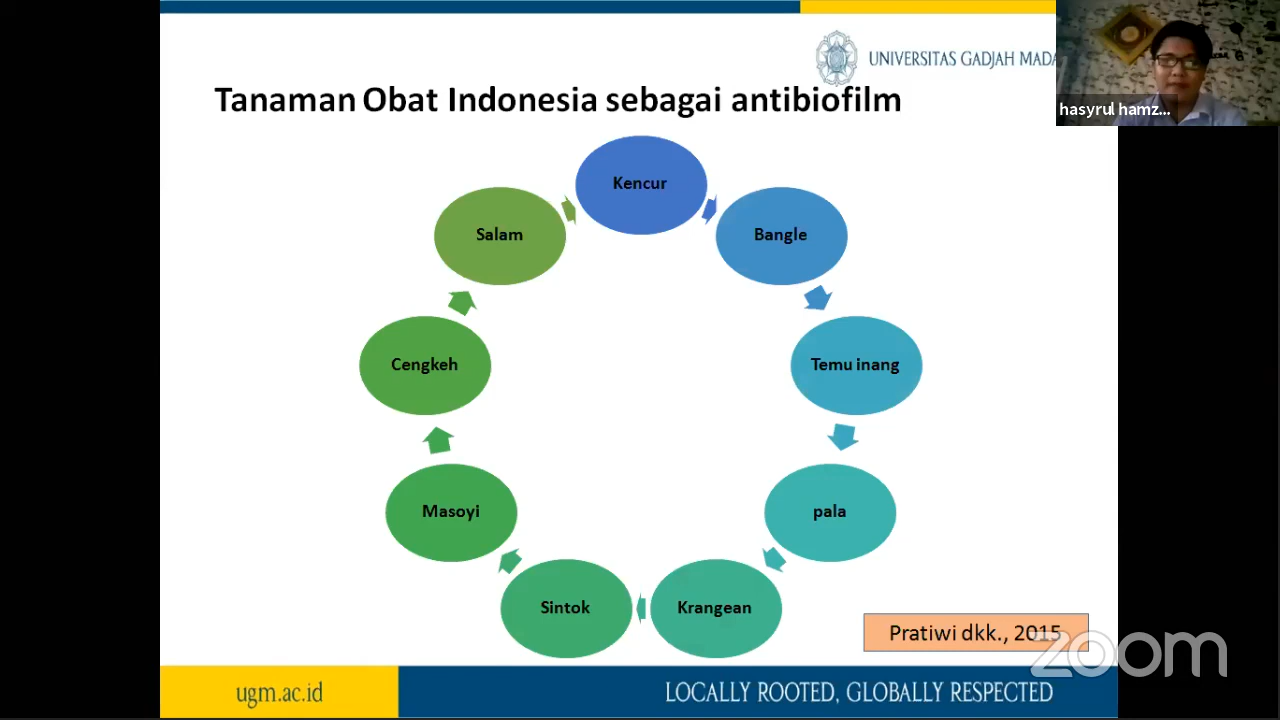 UNIVERSITAS GADJAH MADA
hasyrul hamz...
Tanaman Obat Indonesia sebagai antibiofilm
Kencur
Bangle
Temu inang
pala
Krangean
Sintok
Masoyi
Cengkeh
Salam
Pratiwi dkk., 2015
zoom
ugm.ac.id
LOCALLY ROOTED, GLOBALLY RESPECTED